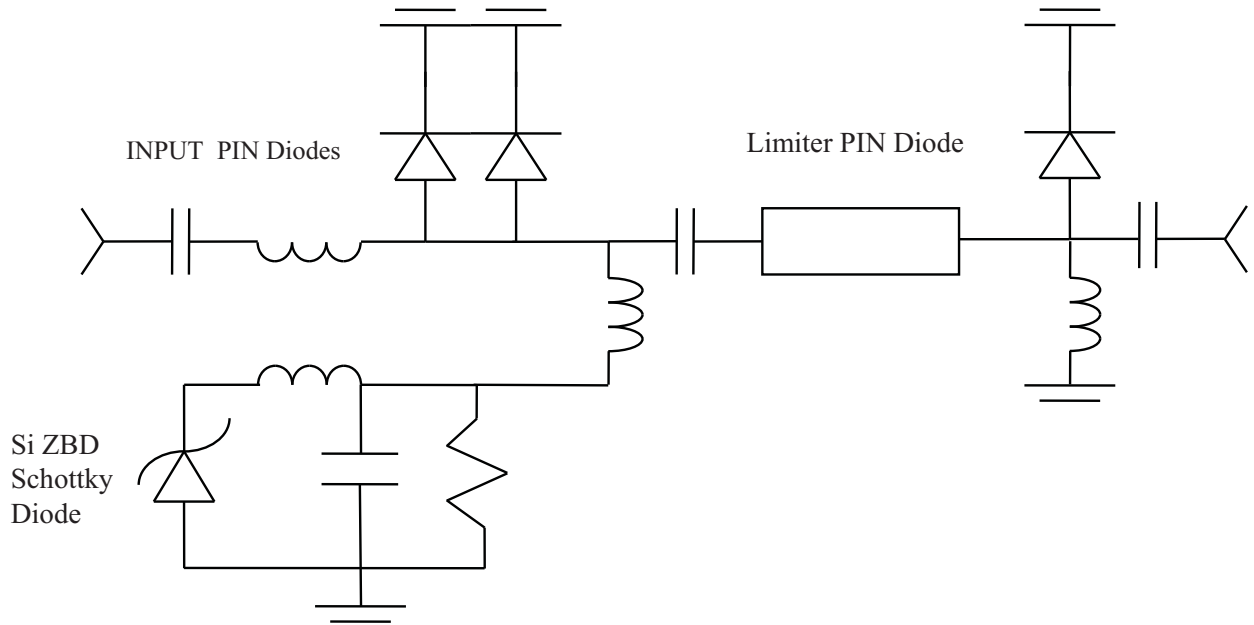 INPUT PIN Diodes
Limiter PIN Diode
Si ZBD
Schottky
Diode